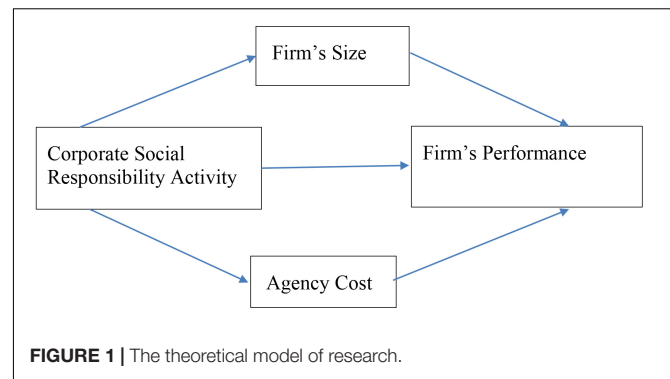 Firm's Size
Corporate Social
Responsibility Activity
Firm's Performance
Agency Cost
FIGURE 1 | The theoretical model of research.